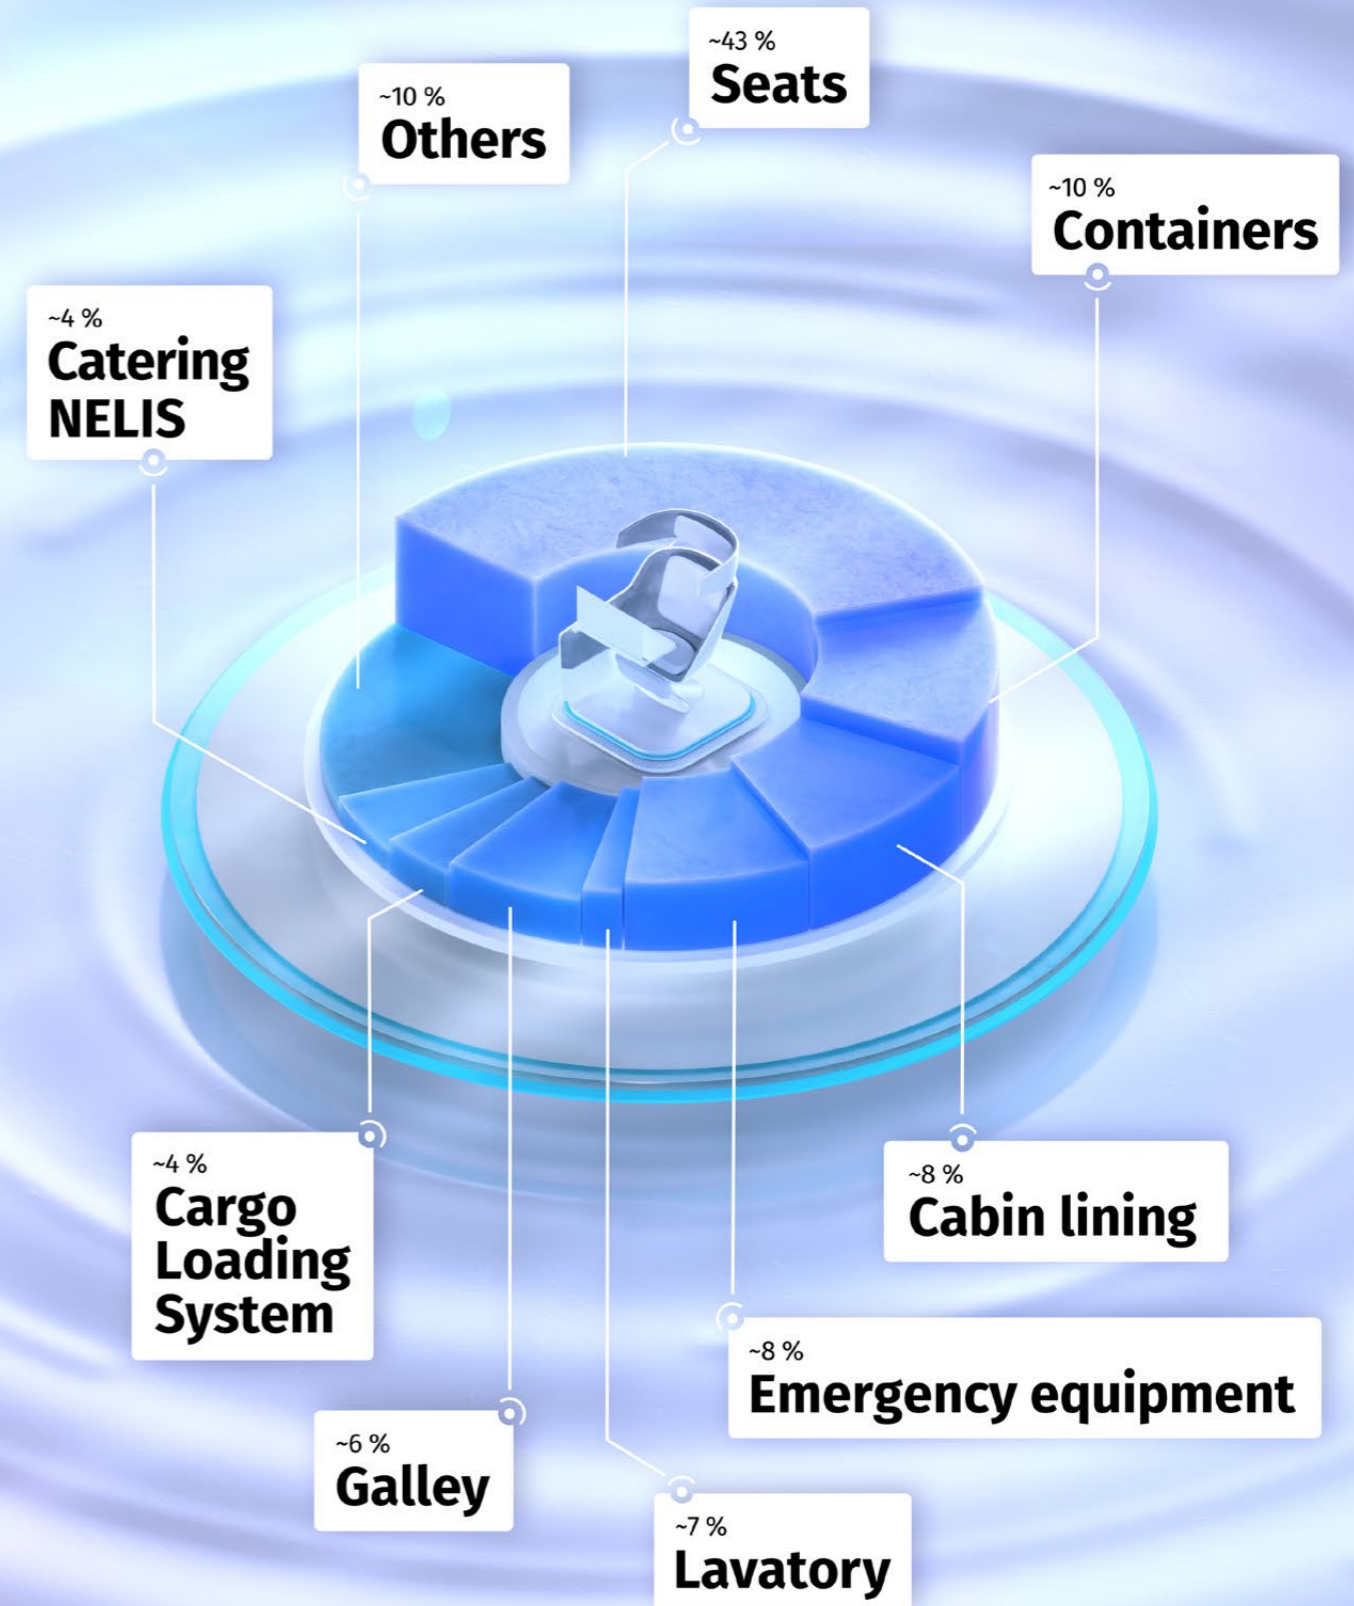 ~43 %
Seats
~10 %
Others
~10 %
Containers
~4 %
Catering
NELIS
~4 %
Cargo
Loading
System
~8 %
Cabin lining
~8 %
Emergency equipment
~6 %
Galley
~7 %
Lavatory